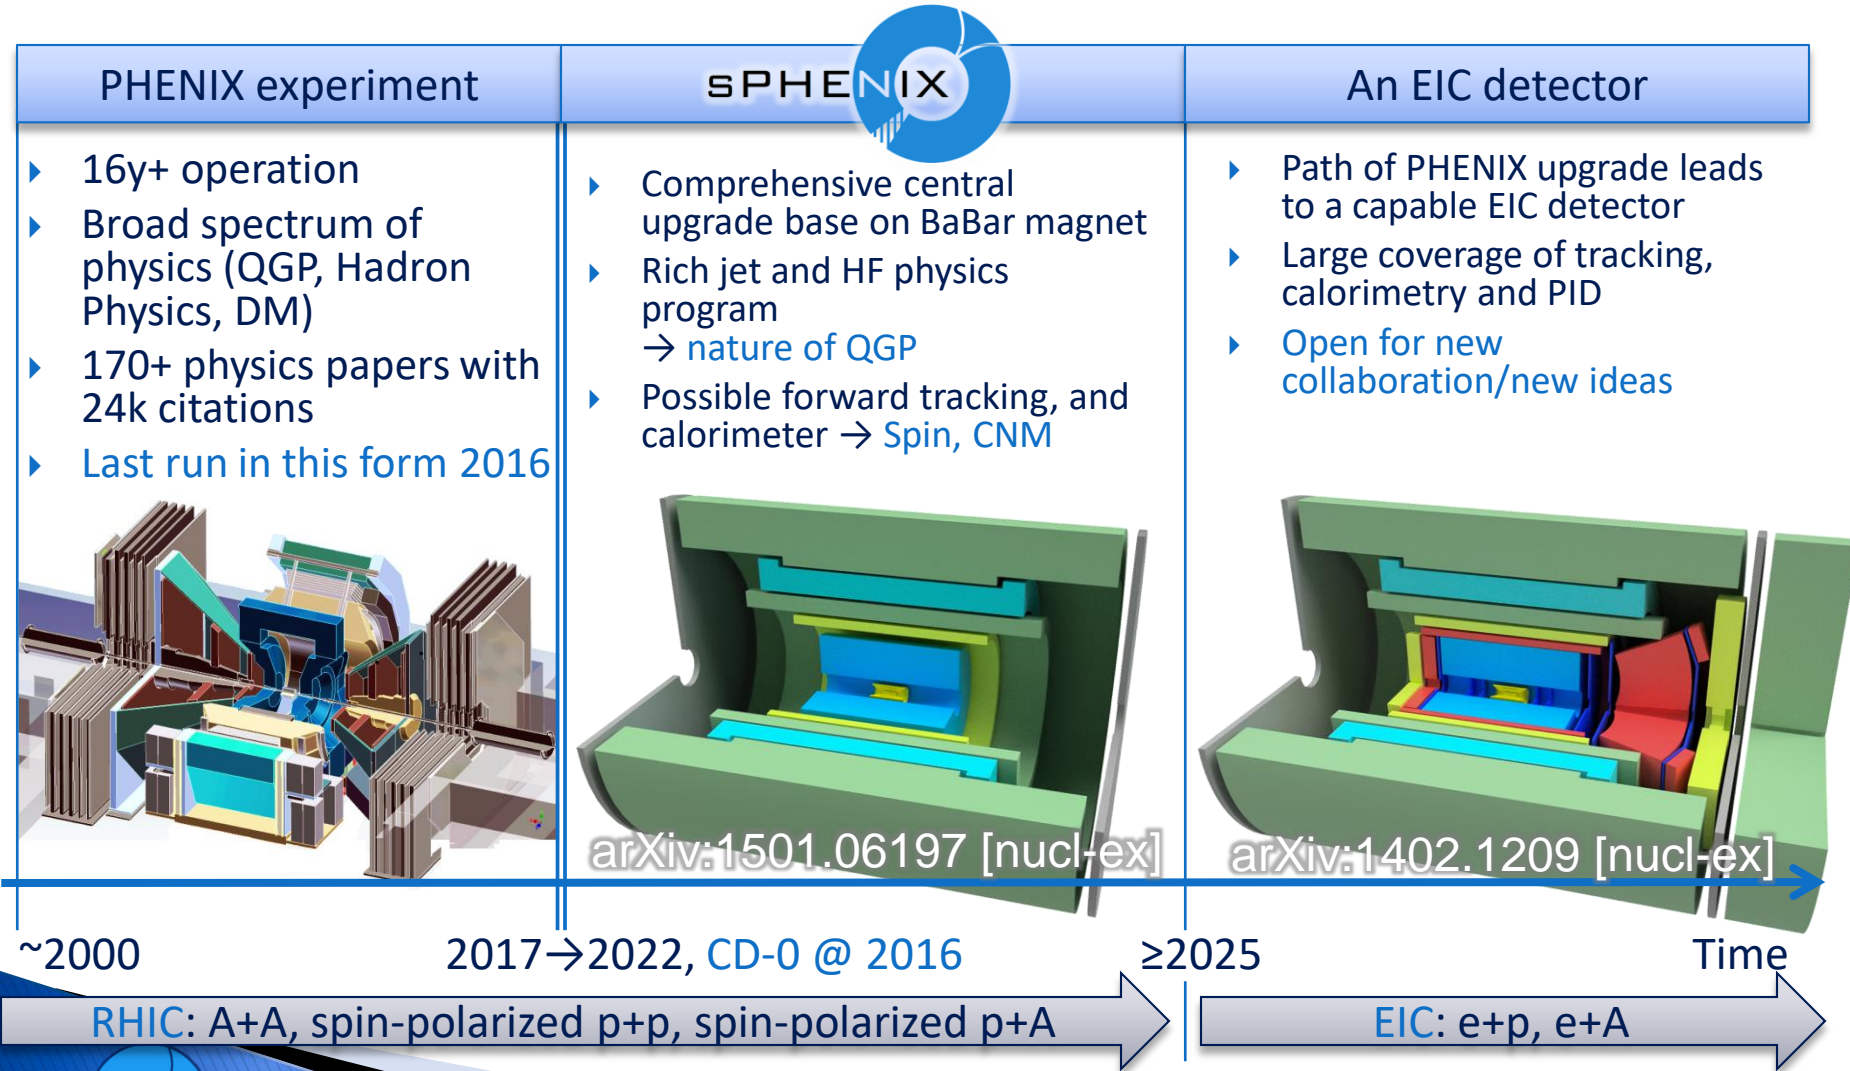 PHENIX experiment
sPHENIX
An EIC detector
16y+ operation
Broad spectrum of
physics (QGP, Hadron
Physics, DM)
170+ physics papers with
24k citations
Last run in this form 2016
Comprehensive central
upgrade base on BaBar magnet
Rich jet and HF physics
program
→ nature of QGP
Possible forward tracking, and
calorimeter → Spin, CNM
Path of PHENIX upgrade leads
to a capable EIC detector
Large coverage of tracking,
calorimetry and PID
Open for new
collaboration/new ideas
arXiv:1501.06197 [nucl-ex]
arXiv:1402.1209 [nucl-ex]
~2000
2017→2022, CD-0 @ 2016
≥2025
Time
RHIC: A+A, spin-polarized p+p, spin-polarized p+A
EIC: e+p, e+A